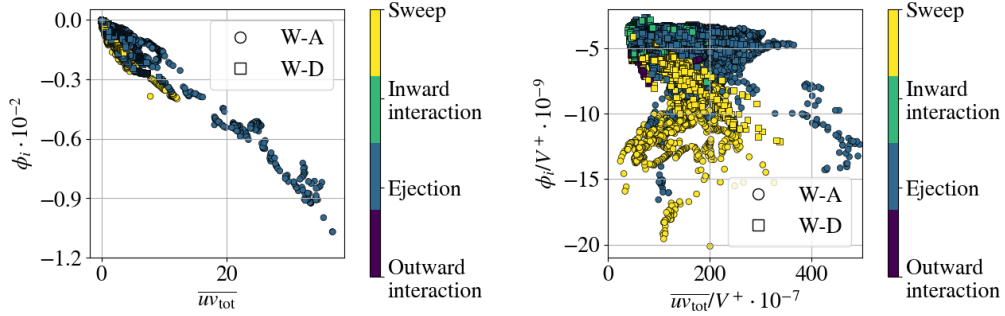 0.0
−0.3
−0.6
−0.9
−1.2
ϕi · 10−2
0
20
uvtot
W-A
W-D
Sweep
Inward
interaction
Ejection
Outward
interaction
−5
−10
−15
−20
ϕi/V+ · 10−9
0
200
400
uvtot/V+ · 10−7
W-A
W-D
Sweep
Inward
interaction
Ejection
Outward
interaction